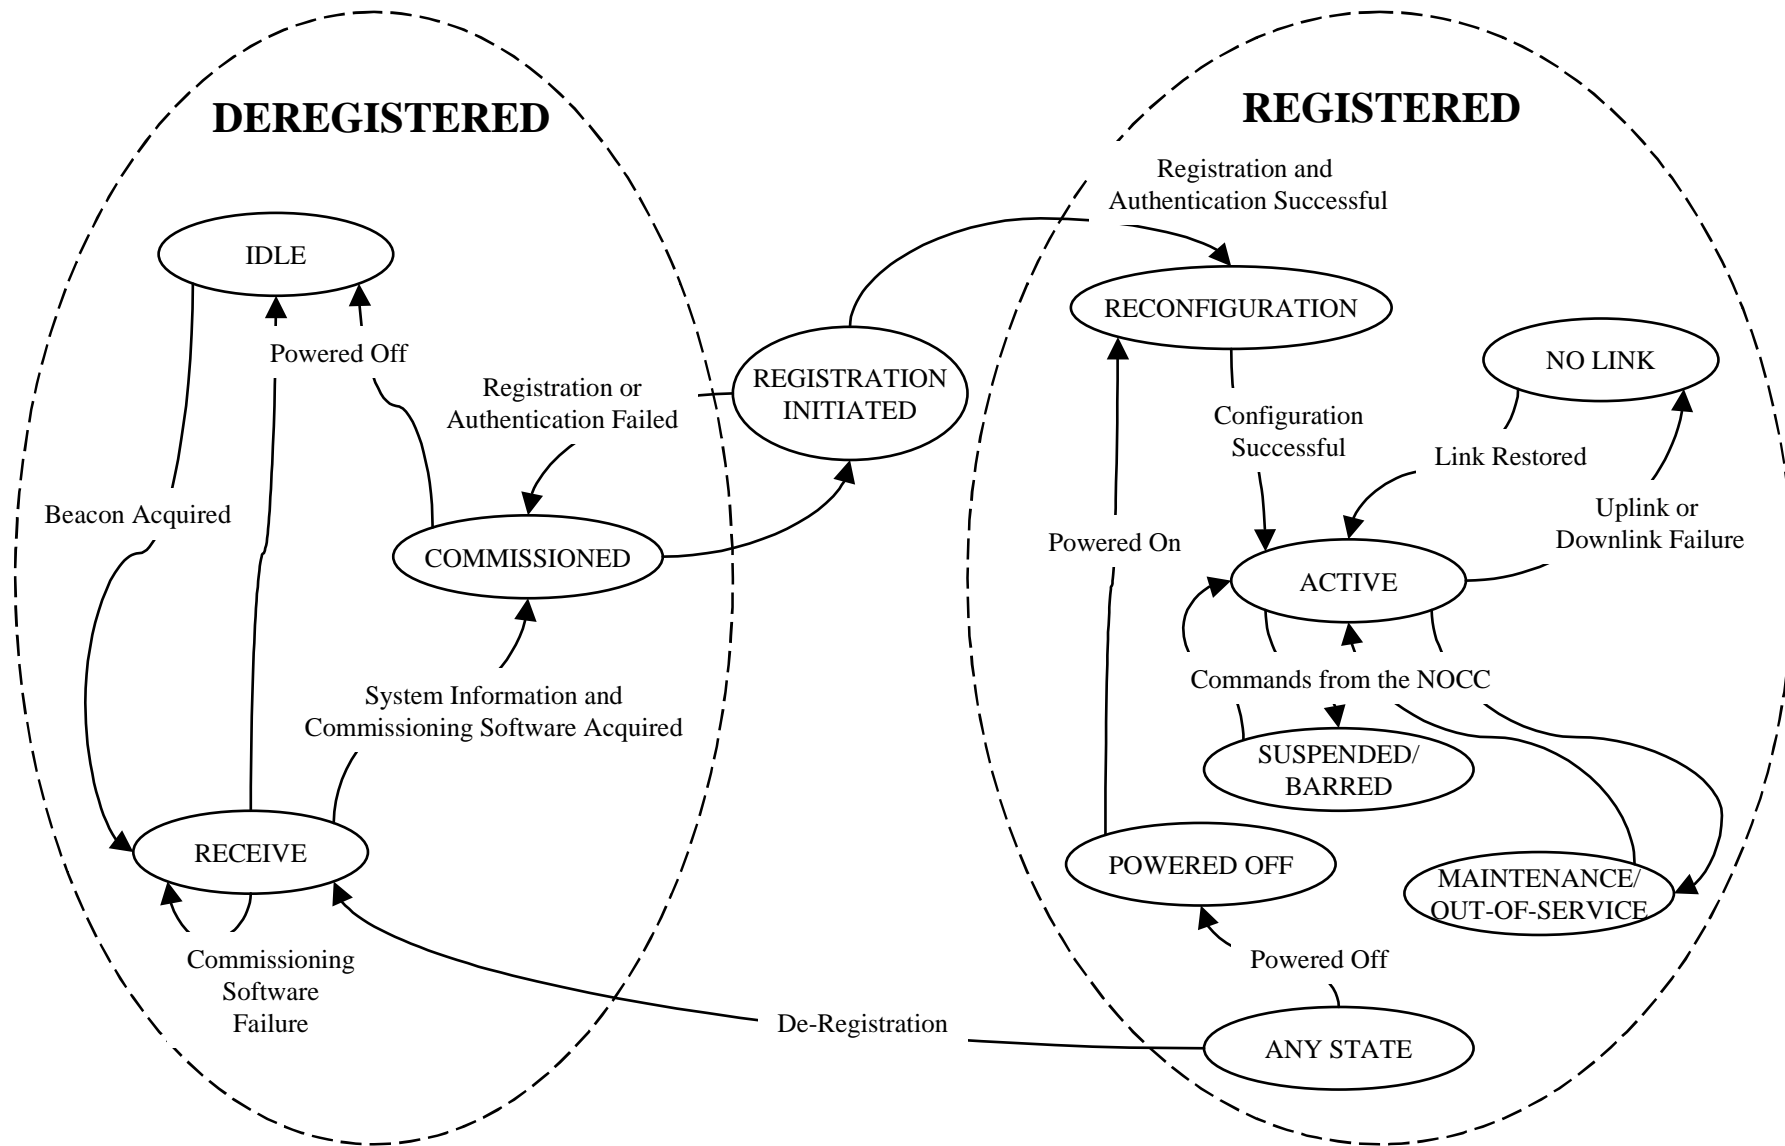 DEREGISTERED
REGISTERED
Registration and
Authentication Successful
IDLE
RECONFIGURATION
Powered Off
NO LINK
Registration or
Authentication Failed
REGISTRATION
INITIATED
Configuration
Successful
Link Restored
Beacon Acquired
Uplink or
Downlink Failure
Powered On
COMMISSIONED
ACTIVE
Commands from the NOCC
System Information and
Commissioning Software Acquired
SUSPENDED/
BARRED
RECEIVE
POWERED OFF
MAINTENANCE/
OUT-OF-SERVICE
Commissioning
Software
Failure
Powered Off
De-Registration
ANY STATE